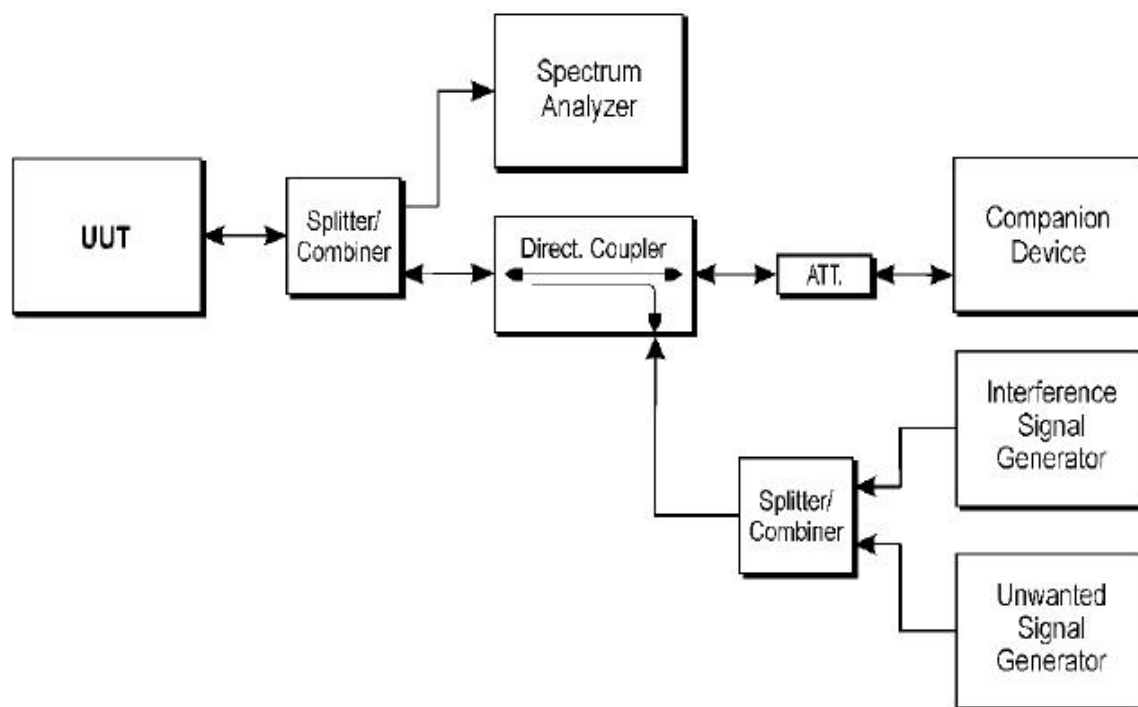 Spectrum
Analyzer
UUT
Splitter/
Combiner
Direct. Coupler
ATT.
Companion
Device
Interference
Signal
Generator
Splitter/
Combiner
Unwanted
Signal
Generator